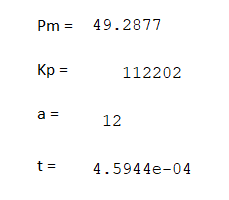 Pm = 49.2877
Kp = 112202
a = 12
t = 4.5944e-04